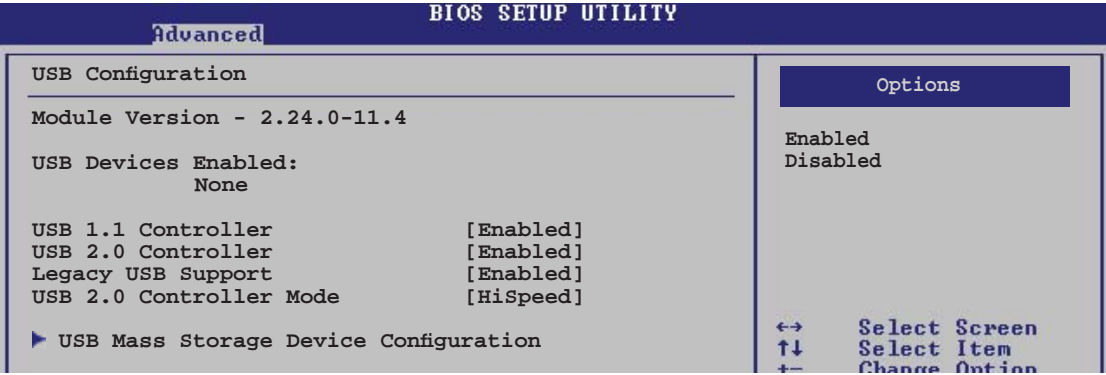 BIOS SETUP UTILITY
Advanced
USB Configuration
Module Version - 2.24.0-11.4
USB Devices Enabled:
None
USB 1.1 Controller [Enabled]
USB 2.0 Controller [Enabled]
Legacy USB Support [Enabled]
USB 2.0 Controller Mode [HiSpeed]
USB Mass Storage Device Configuration
Options
Enabled
Disabled
←→ Select Screen
↑↓ Select Item
+- Change Option